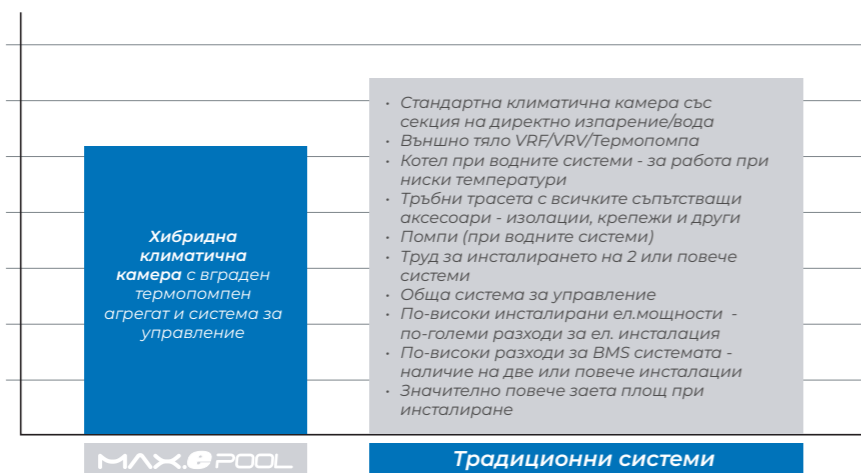 Хибридна
климатична
камера с вграден
термопомпен
агрегат и система за
управление
• Стандартна климатична камера със
секция на директно изпарение/вода
• Външно тяло VRF/VRV/Термопомпа
• Котел при водните системи - за работа при
ниски температури
• Тръбни трасета с всичките съпътстващи
аксесоари - изолации, крепежи и други
• Помпи (при водните системи)
• Труд за инсталирането на 2 или повече
системи
• Обща система за управление
• По-високи инсталирани ел.мощности -
по-големи разходи за ел. инсталация
• По-високи разходи за BMS системата -
наличие на две или повече инсталации
• Значително повече заета площ при
инсталиране
MAX.e POOL
Традиционни системи